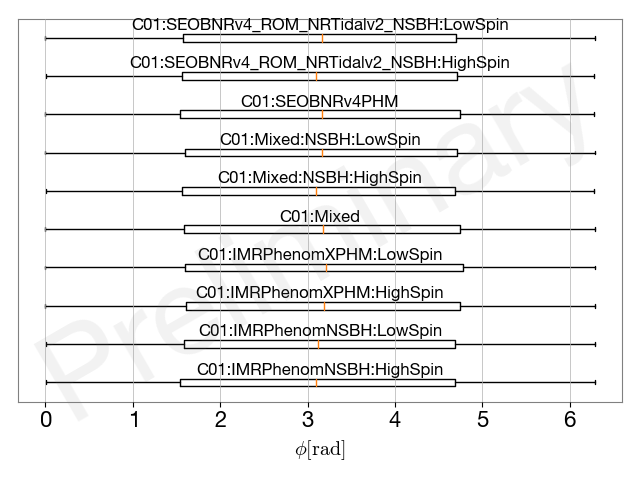 C01:SEOBNRv4_ROM_NRTidalv2_NSBH:LowSpin
C01:SEOBNRv4_ROM_NRTidalv2_NSBH:HighSpin
C01:SEOBNRv4PHM
C01:Mixed:NSBH:LowSpin
C01:Mixed:NSBH:HighSpin
C01:Mixed
C01:IMRPhenomXPHM:LowSpin
C01:IMRPhenomXPHM:HighSpin
C01:IMRPhenomNSBH:LowSpin
C01:IMRPhenomNSBH:HighSpin
Preliminary
0 1 2 3 4 5 6
ϕ[rad]